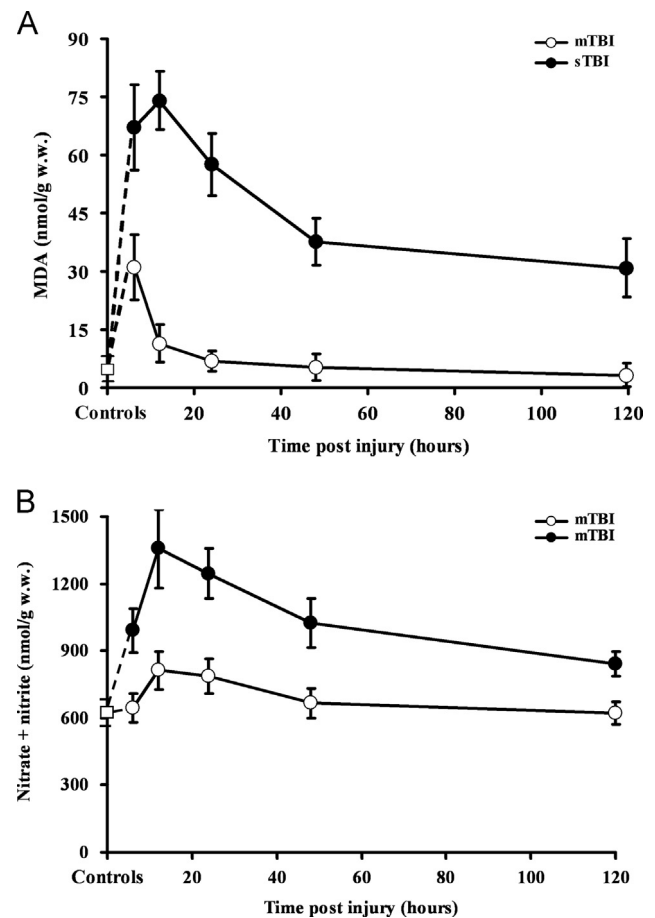 A
90
75
60
45
30
15
0
MDA (nmol/g w.w.)
mTBI
sTBI
Controls 20 40 60 80 100 120
Time post injury (hours)
B
1500
1200
900
600
300
0
Nitrate + nitrite (nmol/g w.w.)
mTBI
mTBI
Controls 20 40 60 80 100 120
Time post injury (hours)